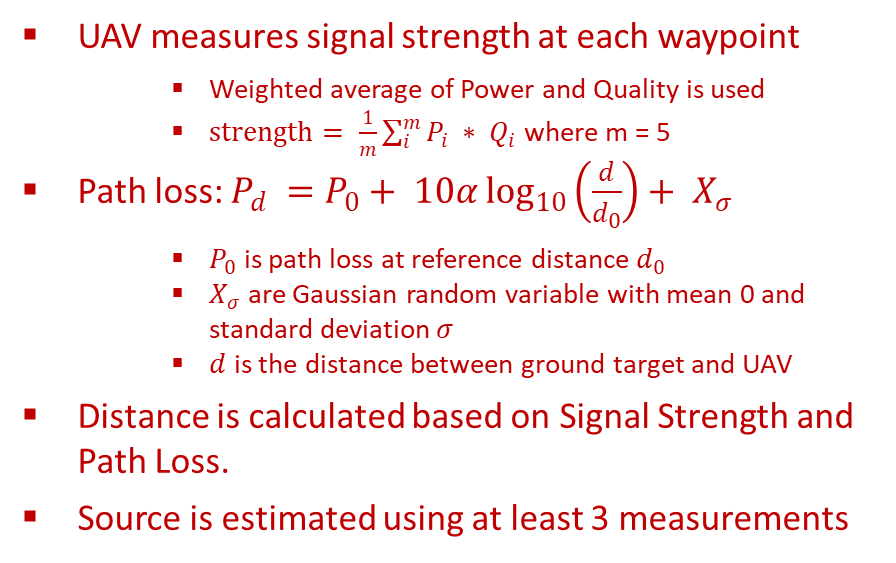 ▪ UAV measures signal strength at each waypoint
▪ Weighted average of Power and Quality is used
▪ strength = $\frac{1}{m} \sum_{i}^{m} P_i * Q_i$ where m = 5
▪ Path loss: $P_d = P_0 + 10\alpha \log_{10}\left(\frac{d}{d_0}\right) + X_\sigma$
▪ $P_0$ is path loss at reference distance $d_0$
▪ $X_\sigma$ are Gaussian random variable with mean 0 and
standard deviation $\sigma$
▪ $d$ is the distance between ground target and UAV
▪ Distance is calculated based on Signal Strength and
Path Loss.
▪ Source is estimated using at least 3 measurements